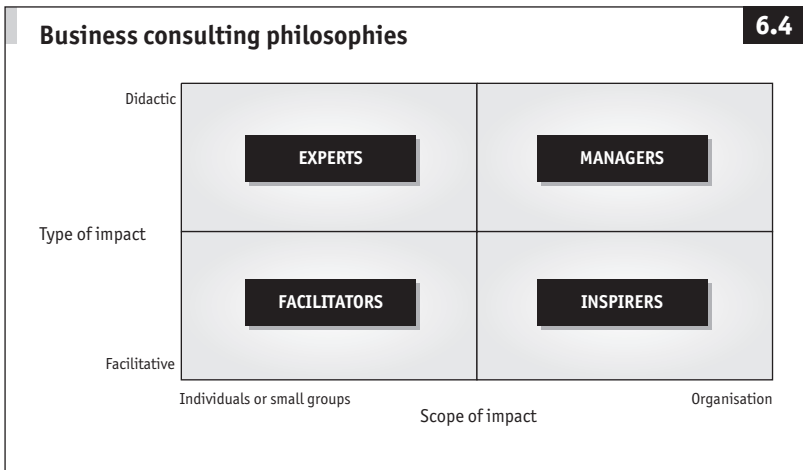 Business consulting philosophies
6.4
Didactic
EXPERTS
MANAGERS
Type of impact
FACILITATORS
INSPIRERS
Facilitative
Individuals or small groups
Organisation
Scope of impact